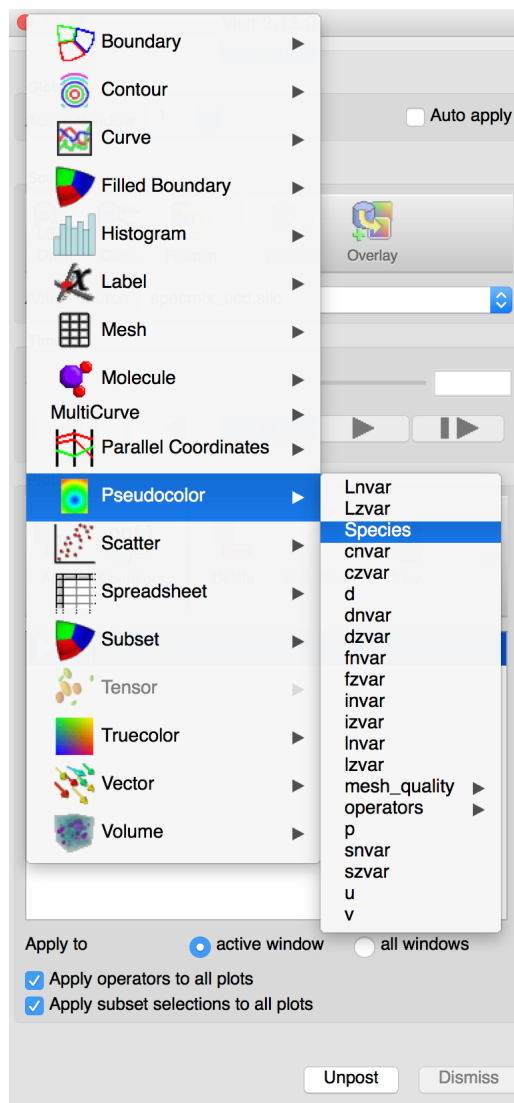 Boundary
Contour
Auto apply
Curve
Filled Boundary
Histogram
Overlay
Label
Mesh
Molecule
MultiCurve
Parallel Coordinates
Pseudocolor
Scatter
Spreadsheet
Subset
Tensor
Truecolor
Vector
Volume
Lnvar
Lzvar
Species
cnvar
czvar
d
dnvar
dzvar
fnvar
fzvar
invar
izvar
lnvar
lzvar
mesh_quality
operators
p
snvar
szvar
u
v
Apply to active window all windows
Apply operators to all plots
Apply subset selections to all plots
Unpost Dismiss